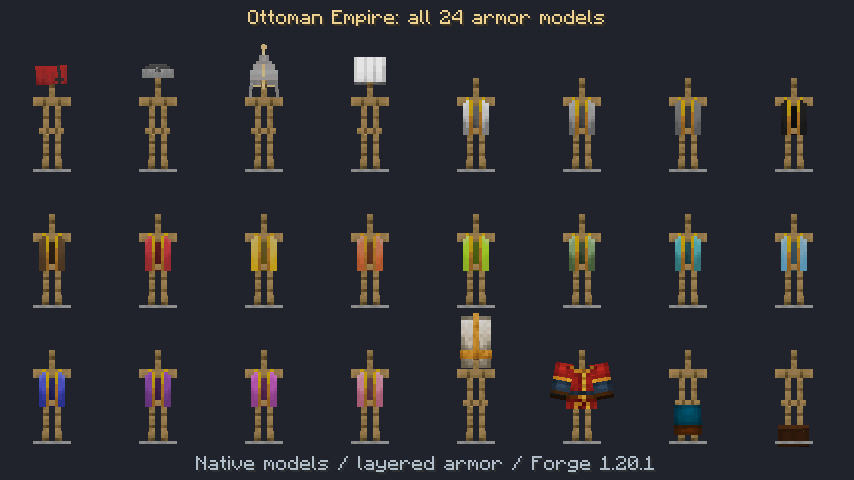 Ottoman Empire: all 24 armor models
Native models / layered armor / Forge 1.20.1